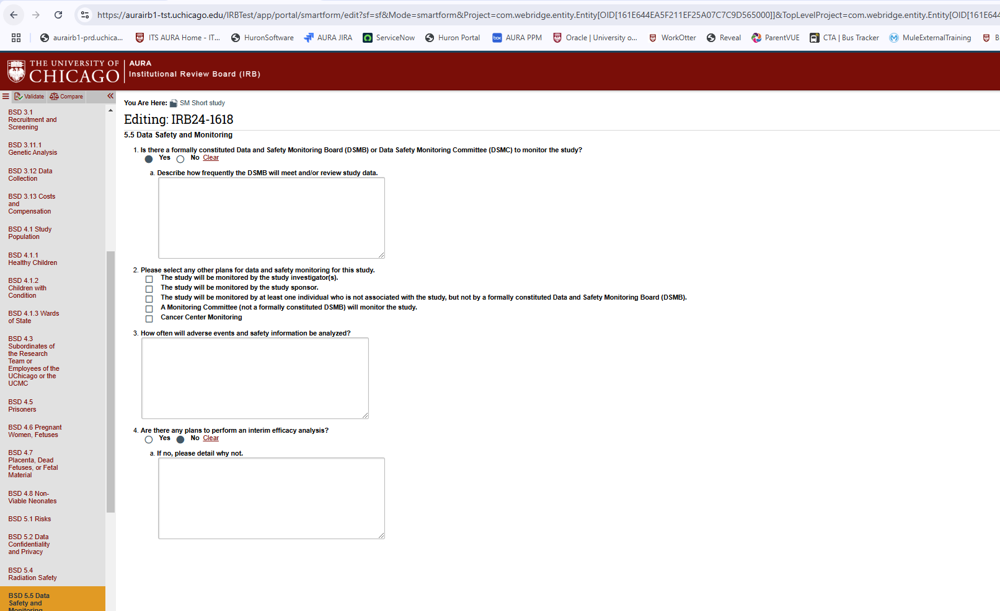 https://aurairb1-tst.uchicago.edu/IRBTest/app/portal/smartform/edit?sf=sf&Mode=smartform&Project=com.webridge.entity.Entity[OID[161E644EA5F211EF25A07C7C9D565000]]&TopLevelProject=com.webridge.entity.Entity[OID[161E644
aurairb1-prd.uchica... ITS AURA Home - IT... HuronSoftware AURA JIRA ServiceNow Huron Portal box AURA PPM Oracle | University o... WorkOtter Reveal ParentVUE CTA | Bus Tracker MuleExternalTraining B
THE UNIVERSITY OF
CHICAGO
AURA
Institutional Review Board (IRB)
Validate Compare
BSD 3.1
Recruitment and
Screening
BSD 3.11.1
Genetic Analysis
BSD 3.12 Data
Collection
BSD 3.13 Costs
and
Compensation
BSD 4.1 Study
Population
BSD 4.1.1
Healthy Children
BSD 4.1.2
Children with
Condition
BSD 4.1.3 Wards
of State
BSD 4.3
Subordinates of
the Research
Team or
Employees of the
UChicago or the
UCMC
BSD 4.5
Prisoners
BSD 4.6 Pregnant
Women, Fetuses
BSD 4.7
Placenta, Dead
Fetuses, or Fetal
Material
BSD 4.8 Non-
Viable Neonates
BSD 5.1 Risks
BSD 5.2 Data
Confidentiality
and Privacy
BSD 5.4
Radiation Safety
BSD 5.5 Data
Safety and
Monitoring
You Are Here: SM Short study
Editing: IRB24-1618
5.5 Data Safety and Monitoring
1. Is there a formally constituted Data and Safety Monitoring Board (DSMB) or Data Safety Monitoring Committee (DSMC) to monitor the study?
Yes No Clear
a. Describe how frequently the DSMB will meet and/or review study data.
2. Please select any other plans for data and safety monitoring for this study.
The study will be monitored by the study investigator(s).
The study will be monitored by the study sponsor.
The study will be monitored by at least one individual who is not associated with the study, but not by a formally constituted Data and Safety Monitoring Board (DSMB).
A Monitoring Committee (not a formally constituted DSMB) will monitor the study.
Cancer Center Monitoring
3. How often will adverse events and safety information be analyzed?
4. Are there any plans to perform an interim efficacy analysis?
Yes No Clear
a. If no, please detail why not.